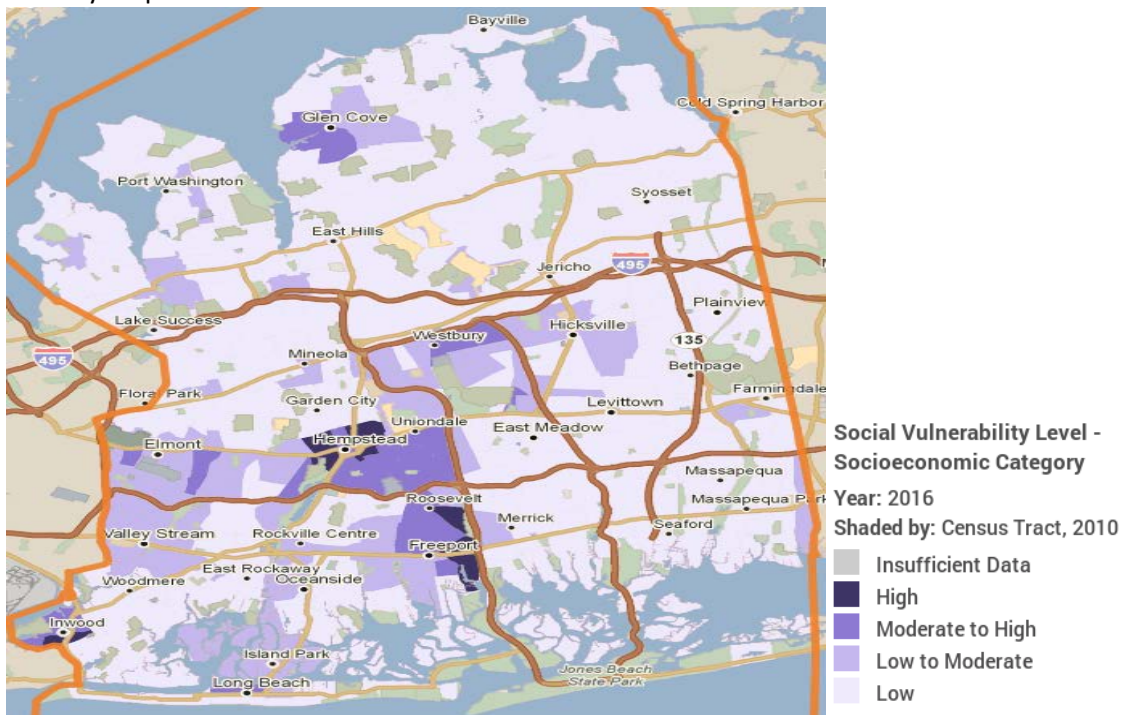 Bayville
Cold Spring Harbor
Glen Cove
Port Washington
Syosset
East Hills
Jericho
495
Plainview
Lake Success
Westbury
Hicksville
135
495
Mineola
Bethpage
Floral Park
Farmingdale
Garden City
Levittown
Uniondale
Elmont
Hempstead
East Meadow
Massapequa
Roosevelt
Massapequa Park
Merrick
Seaford
Valley Stream
Rockville Centre
Freeport
East Rockaway
Woodmere
Oceanside
Inwood
Island Park
Jones Beach
State Park
Long Beach
Social Vulnerability Level -
Socioeconomic Category
Year: 2016
Shaded by: Census Tract, 2010
Insufficient Data
High
Moderate to High
Low to Moderate
Low